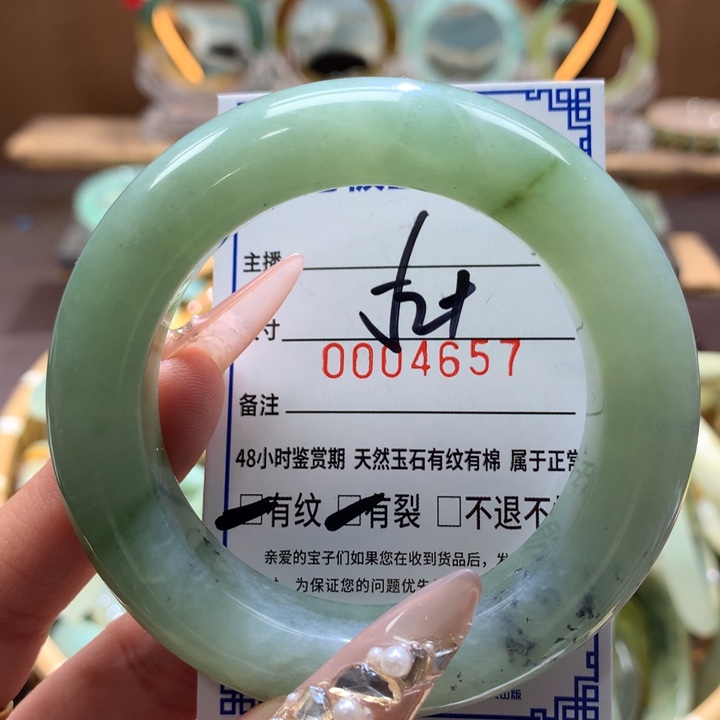 主播
寸
0004657
备注
48小时鉴赏期 天然玉石有纹有棉 属于正常
□有纹 □有裂 □不退不
亲爱的宝子们如果您在收到货品后，发
为保证您的问题优先